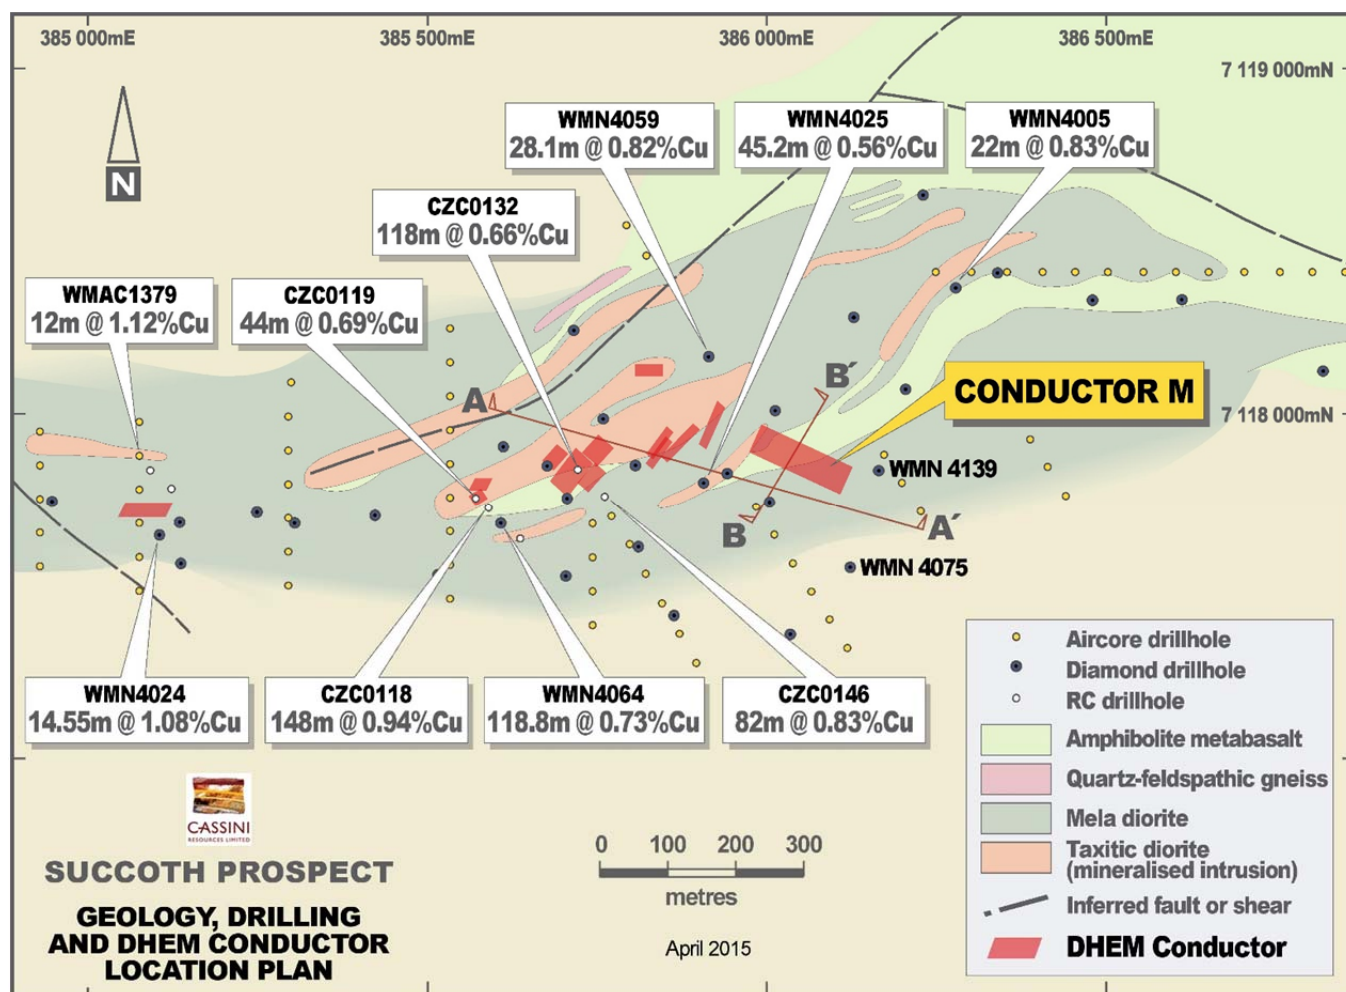 385 000mE
385 500mE
386 000mE
386 500mE
7 119 000mN
N
WMN4059
28.1m @ 0.82%Cu
WMN4025
45.2m @ 0.56%Cu
WMN4005
22m @ 0.83%Cu
CZC0132
118m @ 0.66%Cu
WMAC1379
12m @ 1.12%Cu
CZC0119
44m @ 0.69%Cu
A
B´
CONDUCTOR M
7 118 000mN
WMN 4139
B
A´
WMN 4075
WMN4024
14.55m @ 1.08%Cu
CZC0118
148m @ 0.94%Cu
WMN4064
118.8m @ 0.73%Cu
CZC0146
82m @ 0.83%Cu
Aircore drillhole
Diamond drillhole
RC drillhole
Amphibolite metabasalt
Quartz-feldspathic gneiss
Mela diorite
Taxitic diorite
(mineralised intrusion)
Inferred fault or shear
DHEM Conductor
CASSINI
RESOURCES LIMITED
SUCCOTH PROSPECT
GEOLOGY, DRILLING
AND DHEM CONDUCTOR
LOCATION PLAN
0 100 200 300
metres
April 2015